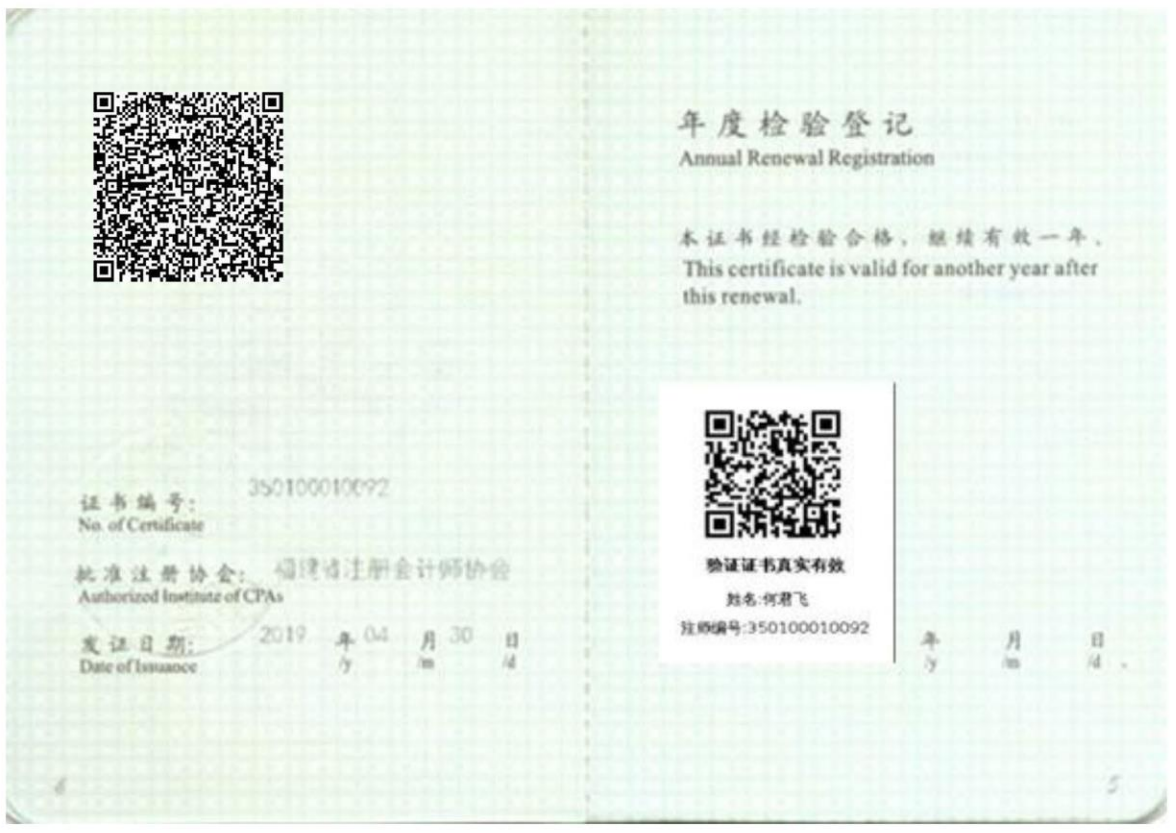 证书编号: 350100010092
No. of Certificate
批准注册协会: 福建省注册会计师协会
Authorized Institute of CPAs
发证日期: 2019 年 04 月 30 日
Date of Issuance /y /m /d
6
年度检验登记
Annual Renewal Registration
本证书经检验合格，继续有效一年。
This certificate is valid for another year after
this renewal.
验证证书真实有效
姓名:何君飞
注师编号:350100010092
年 月 日
/y /m /d
5